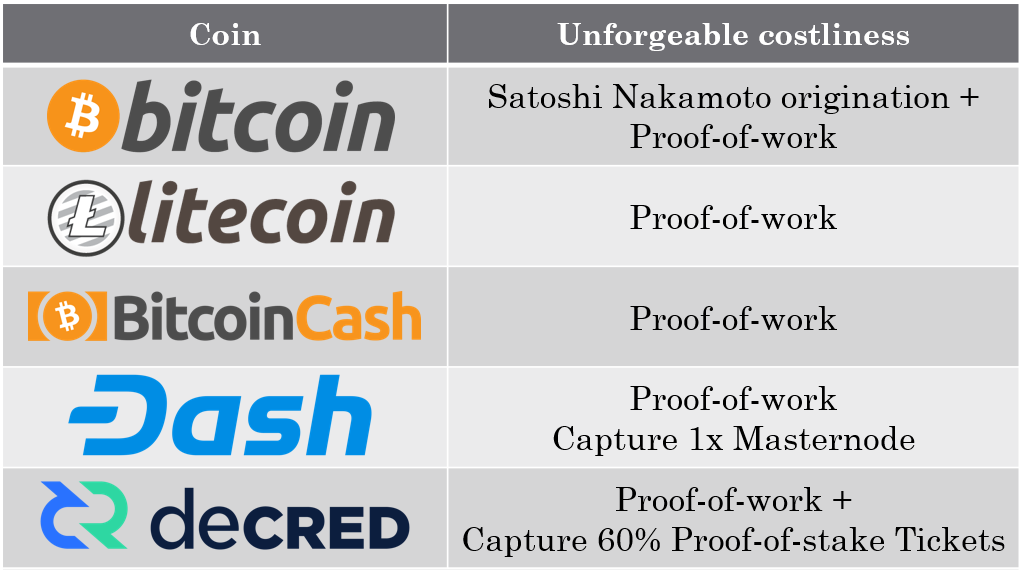 Coin Unforgeable costliness
bitcoin Satoshi Nakamoto origination +
Proof-of-work
litecoin Proof-of-work
BitcoinCash Proof-of-work
Dash Proof-of-work
Capture 1x Masternode
decred Proof-of-work +
Capture 60% Proof-of-stake Tickets